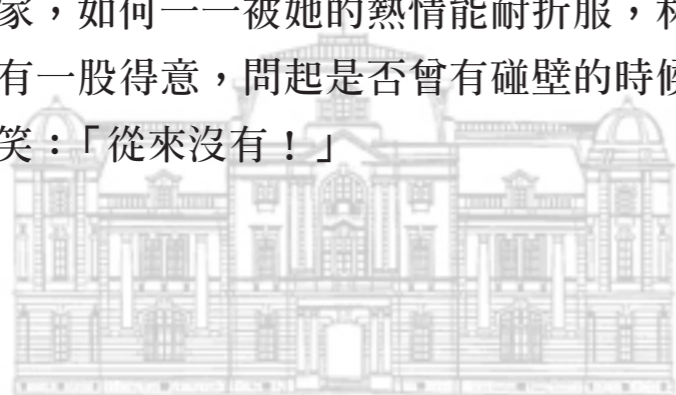 家，如何一一被她的熱情能耐折服，
有一股得意，問起是否曾有碰壁的時候
笑：「從來沒有！」